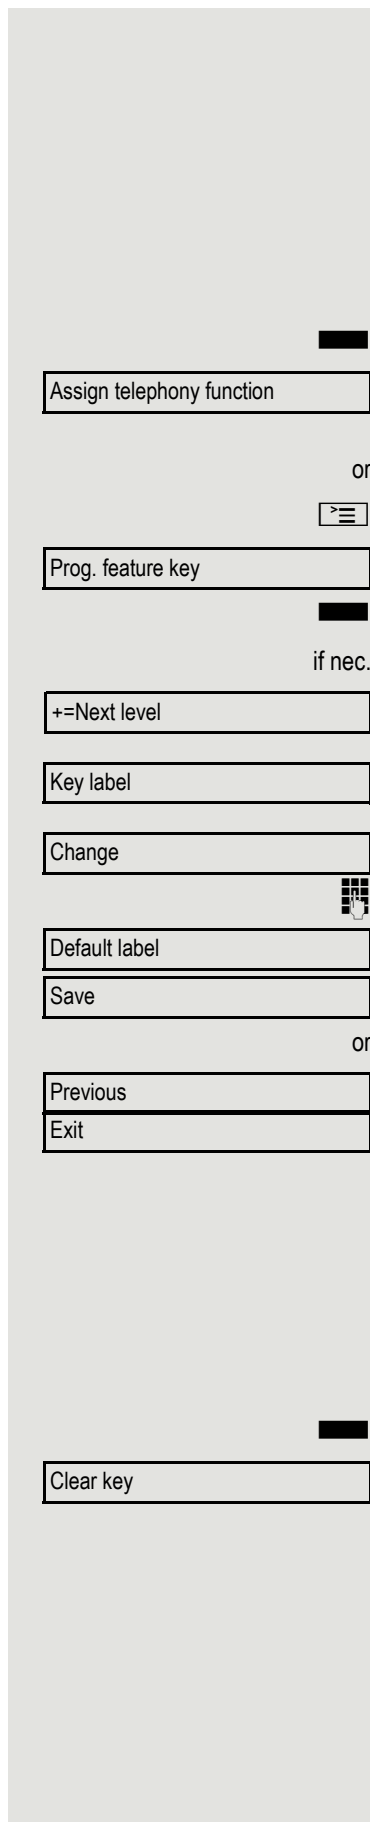 Assign telephony function
or
Prog. feature key
if nec.
+=Next level
Key label
Change
Default label
Save
or
Previous
Exit
Clear key